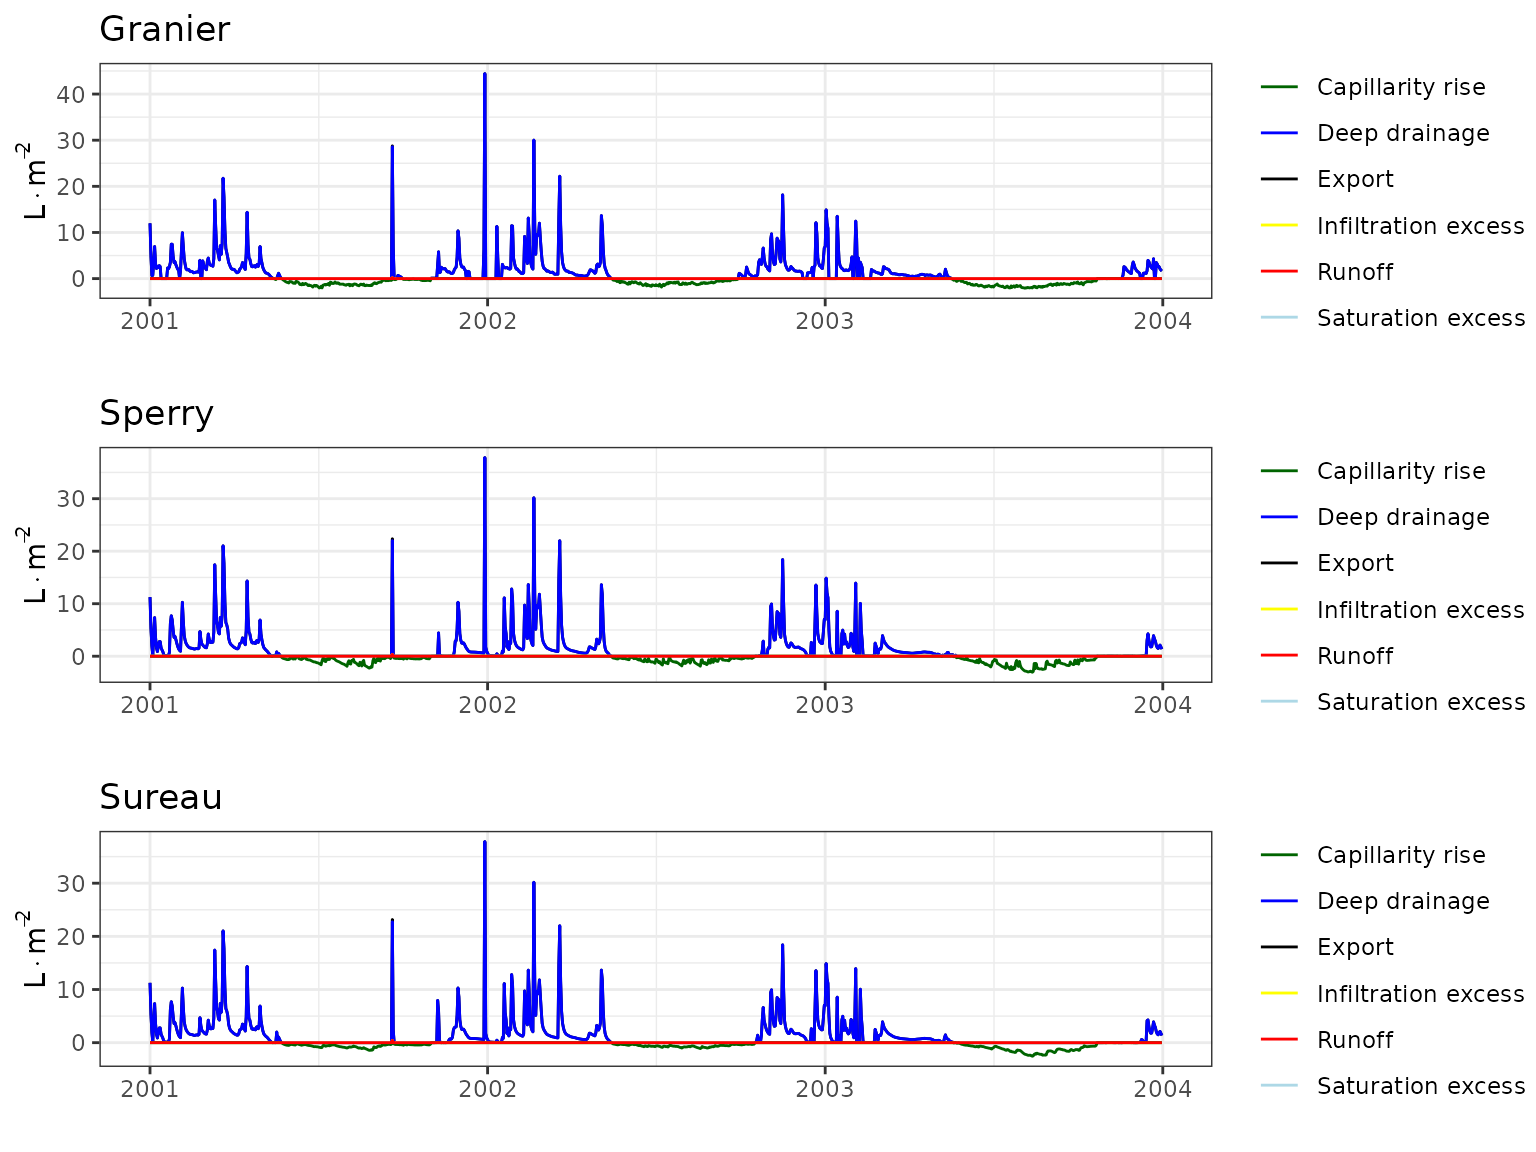 Granier
L · m⁻²
40
30
20
10
0
2001 2002 2003 2004
Capillarity rise
Deep drainage
Export
Infiltration excess
Runoff
Saturation excess
Sperry
L · m⁻²
30
20
10
0
2001 2002 2003 2004
Capillarity rise
Deep drainage
Export
Infiltration excess
Runoff
Saturation excess
Sureau
L · m⁻²
30
20
10
0
2001 2002 2003 2004
Capillarity rise
Deep drainage
Export
Infiltration excess
Runoff
Saturation excess